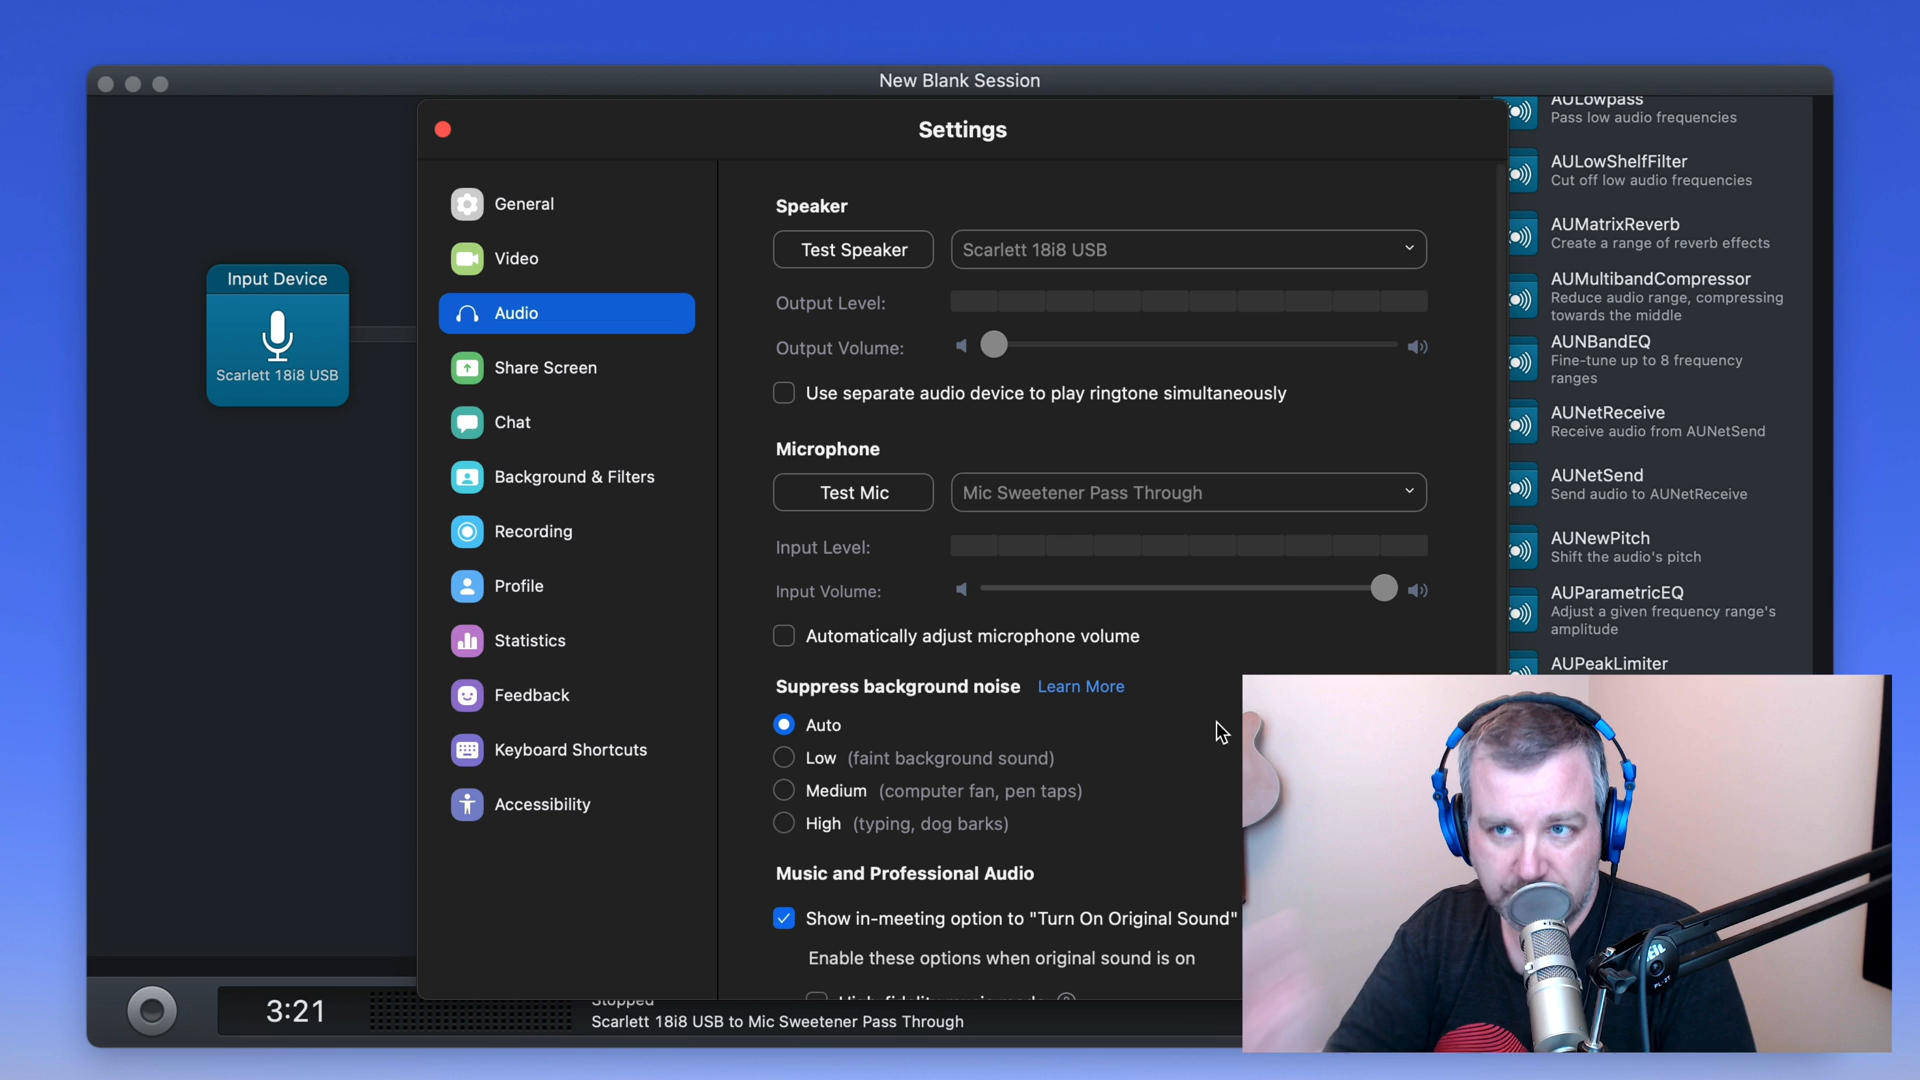 New Blank Session
Settings
General
Video
Audio
Share Screen
Chat
Background & Filters
Recording
Profile
Statistics
Feedback
Keyboard Shortcuts
Accessibility
Input Device
Scarlett 18i8 USB
Speaker
Test Speaker
Scarlett 18i8 USB
Output Level:
Output Volume:
Use separate audio device to play ringtone simultaneously
Microphone
Test Mic
Mic Sweetener Pass Through
Input Level:
Input Volume:
Automatically adjust microphone volume
Suppress background noise Learn More
Auto
Low (faint background sound)
Medium (computer fan, pen taps)
High (typing, dog barks)
Music and Professional Audio
Show in-meeting option to "Turn On Original Sound"
Enable these options when original sound is on
High-fidelity music mode
AULowpass
Pass low audio frequencies
AULowShelfFilter
Cut off low audio frequencies
AUMatrixReverb
Create a range of reverb effects
AUMultibandCompressor
Reduce audio range, compressing
towards the middle
AUNBandEQ
Fine-tune up to 8 frequency
ranges
AUNetReceive
Receive audio from AUNetSend
AUNetSend
Send audio to AUNetReceive
AUNewPitch
Shift the audio's pitch
AUParametricEQ
Adjust a given frequency range's
amplitude
AUPeakLimiter
3:21
Stopped
Scarlett 18i8 USB to Mic Sweetener Pass Through